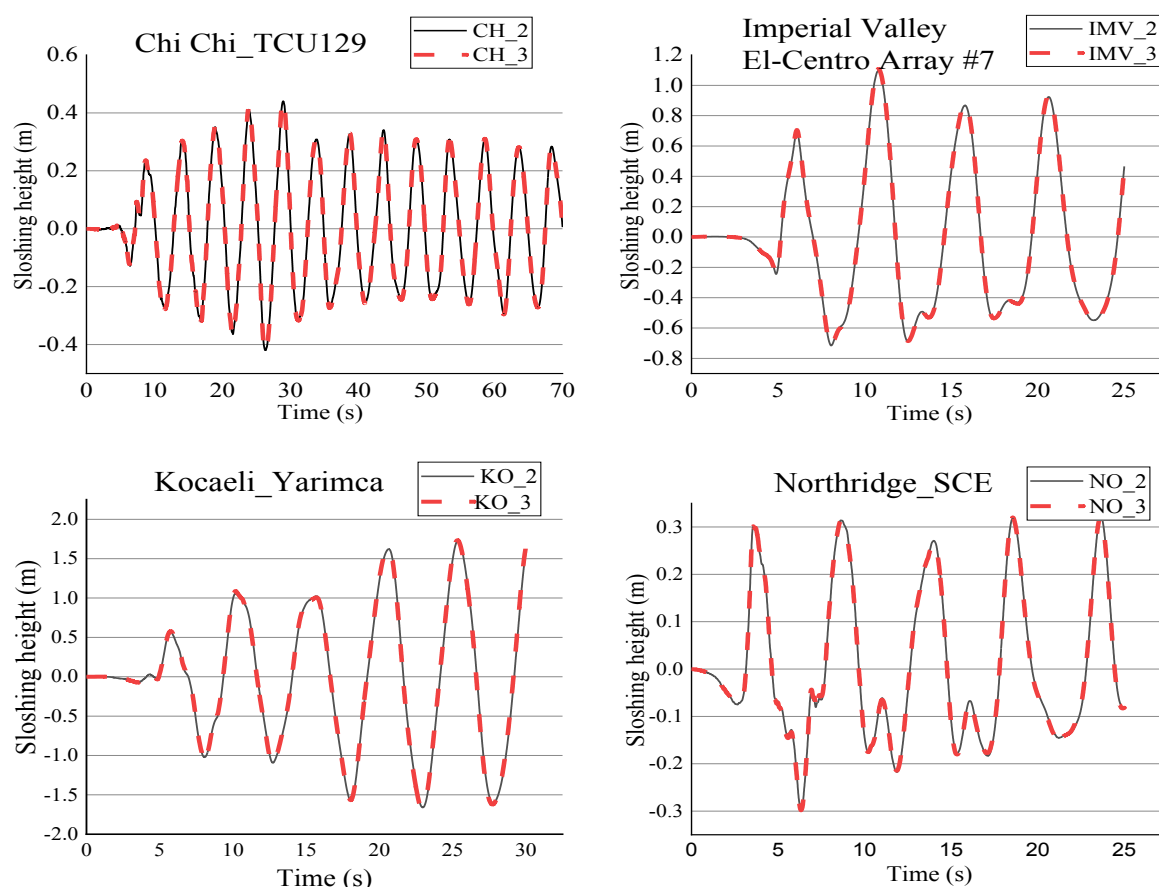 Chi Chi_TCU129
CH_2
CH_3
0.6
0.4
0.2
0.0
-0.2
-0.4
Sloshing height (m)
0 10 20 30 40 50 60 70
Time (s)
Imperial Valley
El-Centro Array #7
IMV_2
IMV_3
1.2
1.0
0.8
0.6
0.4
0.2
0.0
-0.2
-0.4
-0.6
-0.8
Sloshing height (m)
0 5 10 15 20 25
Time (s)
Kocaeli_Yarimca
KO_2
KO_3
2.0
1.5
1.0
0.5
0.0
-0.5
-1.0
-1.5
-2.0
Sloshing height (m)
0 5 10 15 20 25 30
Time (s)
Northridge_SCE
NO_2
NO_3
0.3
0.2
0.1
0.0
-0.1
-0.2
-0.3
Sloshing height (m)
0 5 10 15 20 25
Time (s)